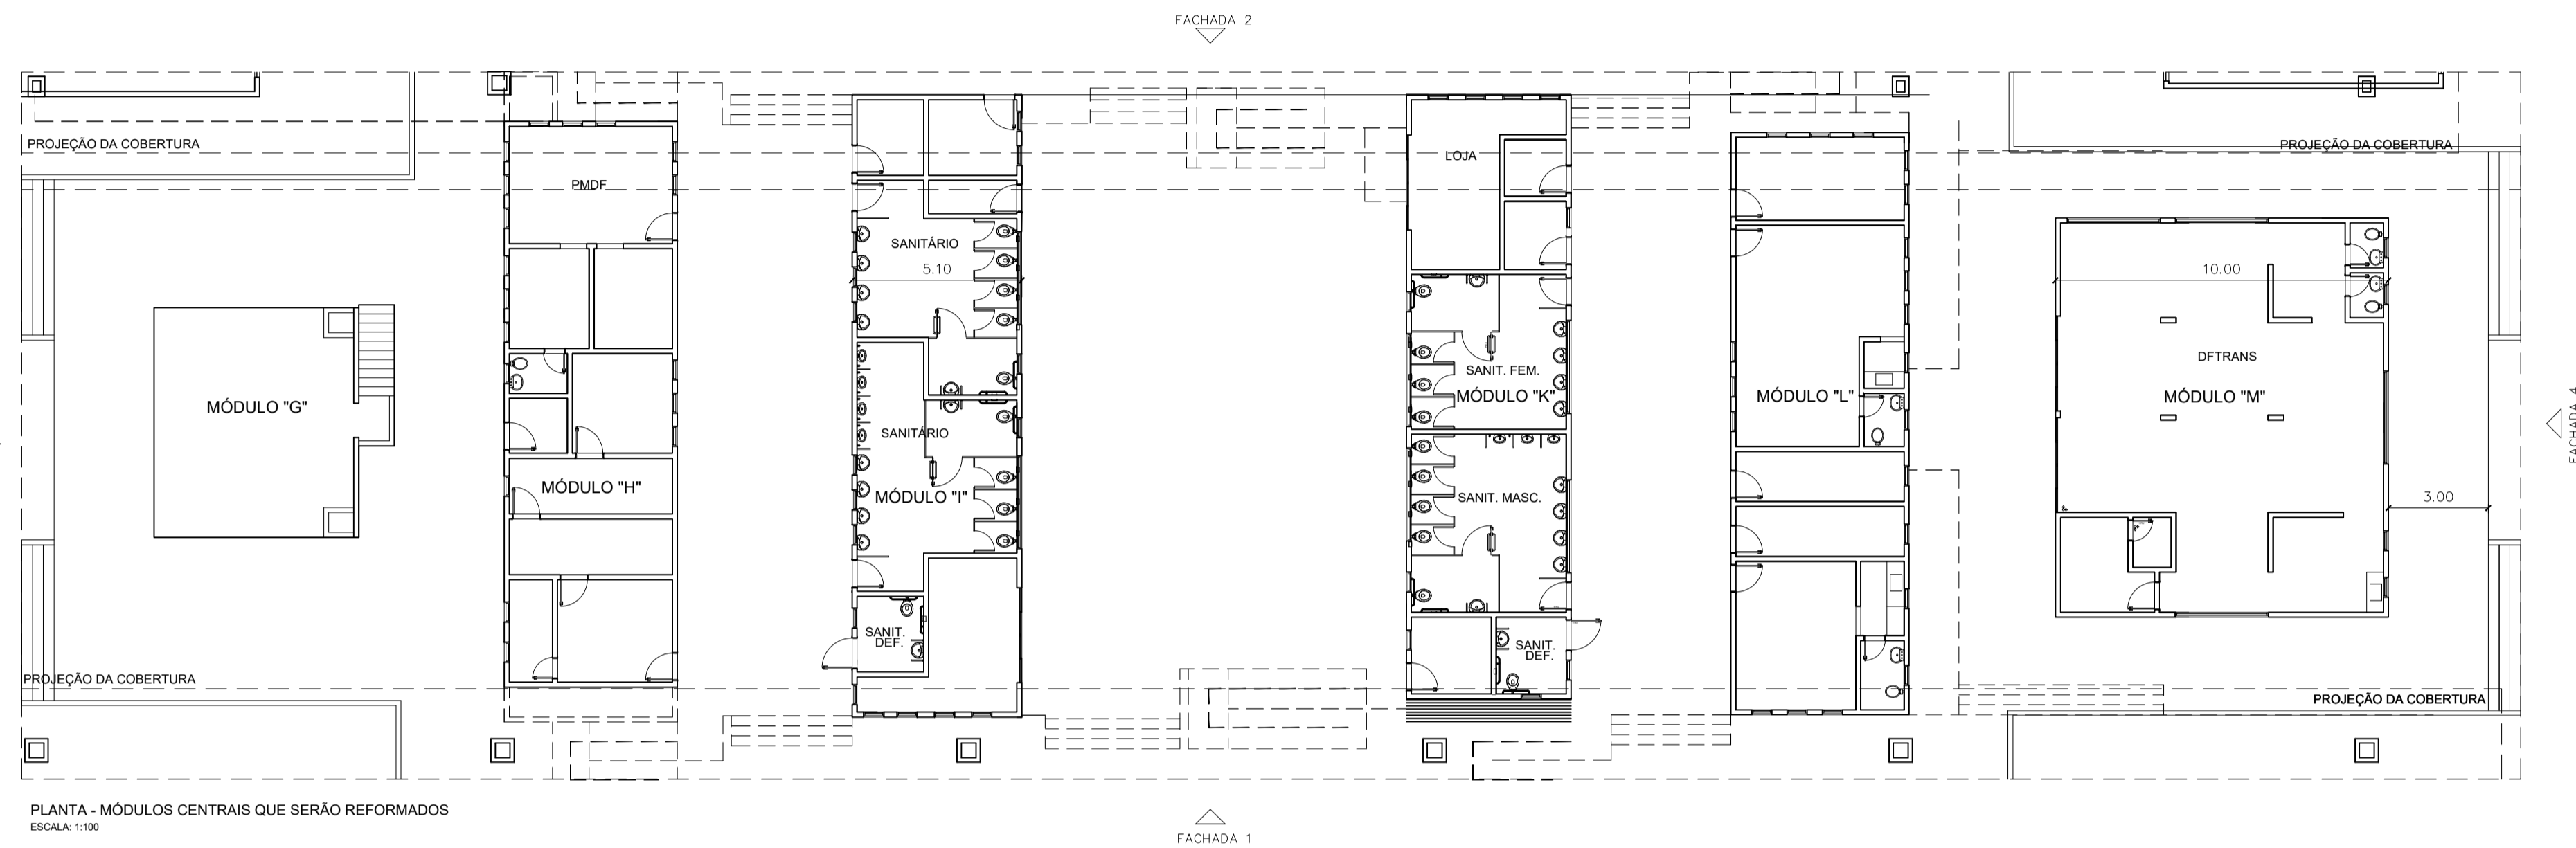 FACHADA 2
PROJEÇÃO DA COBERTURA
PROJEÇÃO DA COBERTURA
PMDF
LOJA
SANITÁRIO
5.10
10.00
DFTRANS
SANIT. FEM.
MÓDULO "G"
MÓDULO "K"
MÓDULO "L"
MÓDULO "M"
FACHADA 4
SANITÁRIO
MÓDULO "H"
MÓDULO "I"
SANIT. MASC.
3.00
SANIT.
DEF.
SANIT.
DEF.
PROJEÇÃO DA COBERTURA
PROJEÇÃO DA COBERTURA
PLANTA - MÓDULOS CENTRAIS QUE SERÃO REFORMADOS
ESCALA: 1:100
FACHADA 1